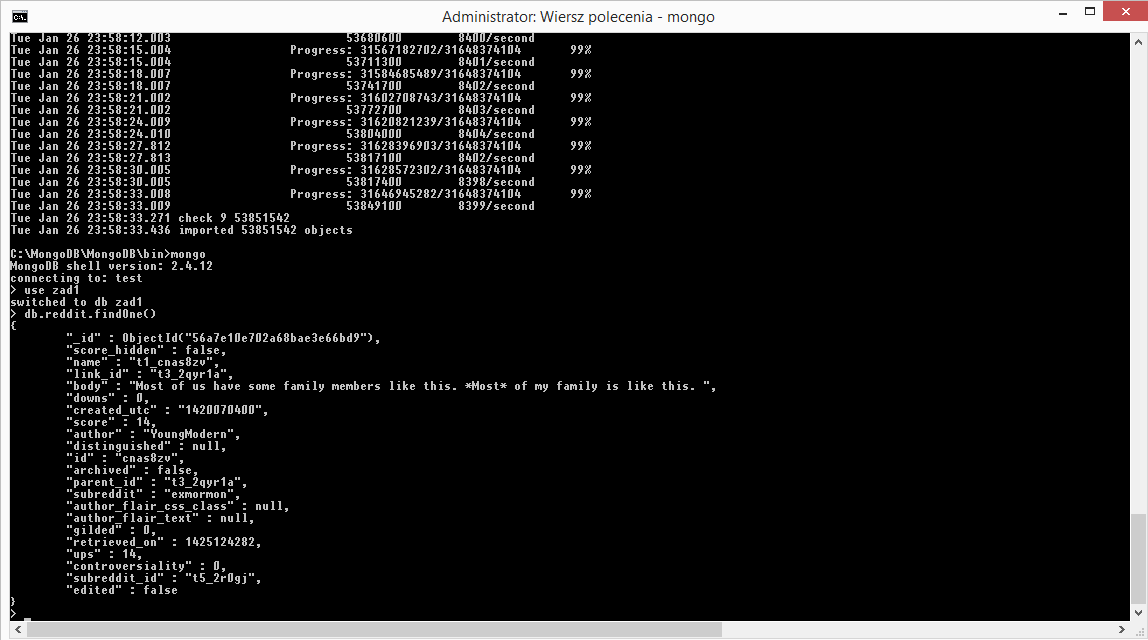 Administrator: Wiersz polecenia - mongo
Tue Jan 26 23:58:12.003 53680600 8400/second
Tue Jan 26 23:58:15.004 Progress: 31567182702/31648374104 99%
Tue Jan 26 23:58:15.004 53711300 8401/second
Tue Jan 26 23:58:18.007 Progress: 31584685489/31648374104 99%
Tue Jan 26 23:58:18.007 53741700 8402/second
Tue Jan 26 23:58:21.002 Progress: 31602708743/31648374104 99%
Tue Jan 26 23:58:21.002 53772700 8403/second
Tue Jan 26 23:58:24.009 Progress: 31620821239/31648374104 99%
Tue Jan 26 23:58:24.010 53804000 8404/second
Tue Jan 26 23:58:27.812 Progress: 31628396903/31648374104 99%
Tue Jan 26 23:58:27.813 53817100 8402/second
Tue Jan 26 23:58:30.005 Progress: 31628572302/31648374104 99%
Tue Jan 26 23:58:30.005 53817400 8398/second
Tue Jan 26 23:58:33.008 Progress: 31646945282/31648374104 99%
Tue Jan 26 23:58:33.009 53849100 8399/second
Tue Jan 26 23:58:33.271 check 9 53851542
Tue Jan 26 23:58:33.436 imported 53851542 objects
C:\MongoDB\MongoDB\bin>mongo
MongoDB shell version: 2.4.12
connecting to: test
> use zad1
switched to db zad1
> db.reddit.findOne()
{
"_id" : ObjectId("56a7e10e702a68bae3e66bd9"),
"score_hidden" : false,
"name" : "t1_cnas8zv",
"link_id" : "t3_2qyr1a",
"body" : "Most of us have some family members like this. *Most* of my family is like this. ",
"downs" : 0,
"created_utc" : "1420070400",
"score" : 14,
"author" : "YoungModern",
"distinguished" : null,
"id" : "cnas8zv",
"archived" : false,
"parent_id" : "t3_2qyr1a",
"subreddit" : "exmormon",
"author_flair_css_class" : null,
"author_flair_text" : null,
"gilded" : 0,
"retrieved_on" : 1425124282,
"ups" : 14,
"controversiality" : 0,
"subreddit_id" : "t5_2r0gj",
"edited" : false
}
>